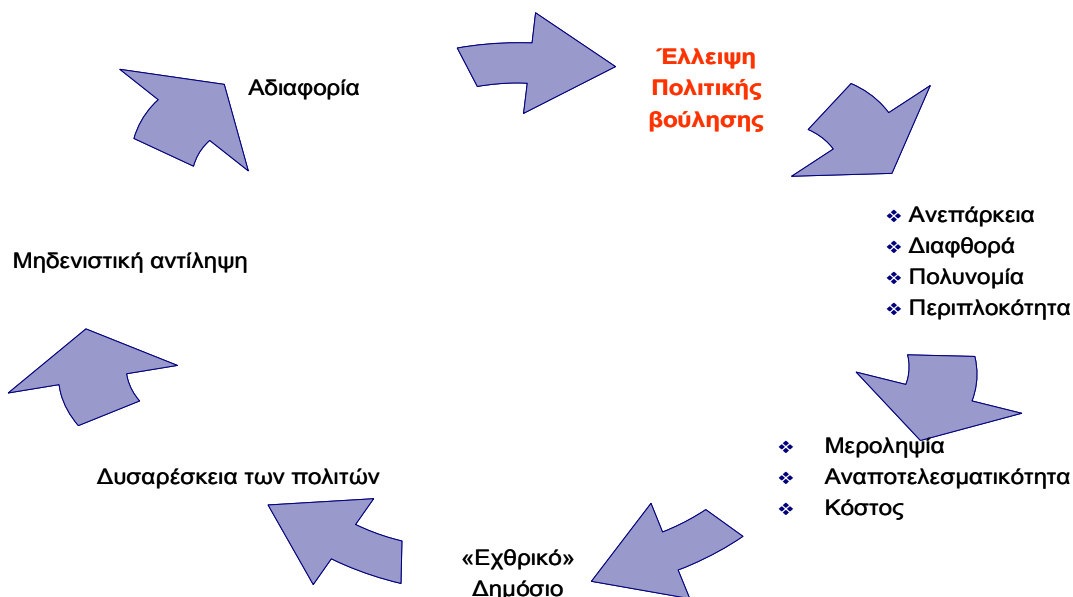 Έλλειψη
Πολιτικής
βούλησης
❖ Ανεπάρκεια
❖ Διαφθορά
❖ Πολυνομία
❖ Περιπλοκότητα
❖ Μεροληψία
❖ Αναποτελεσματικότητα
❖ Κόστος
«Εχθρικό»
Δημόσιο
Δυσαρέσκεια των πολιτών
Μηδενιστική αντίληψη
Αδιαφορία